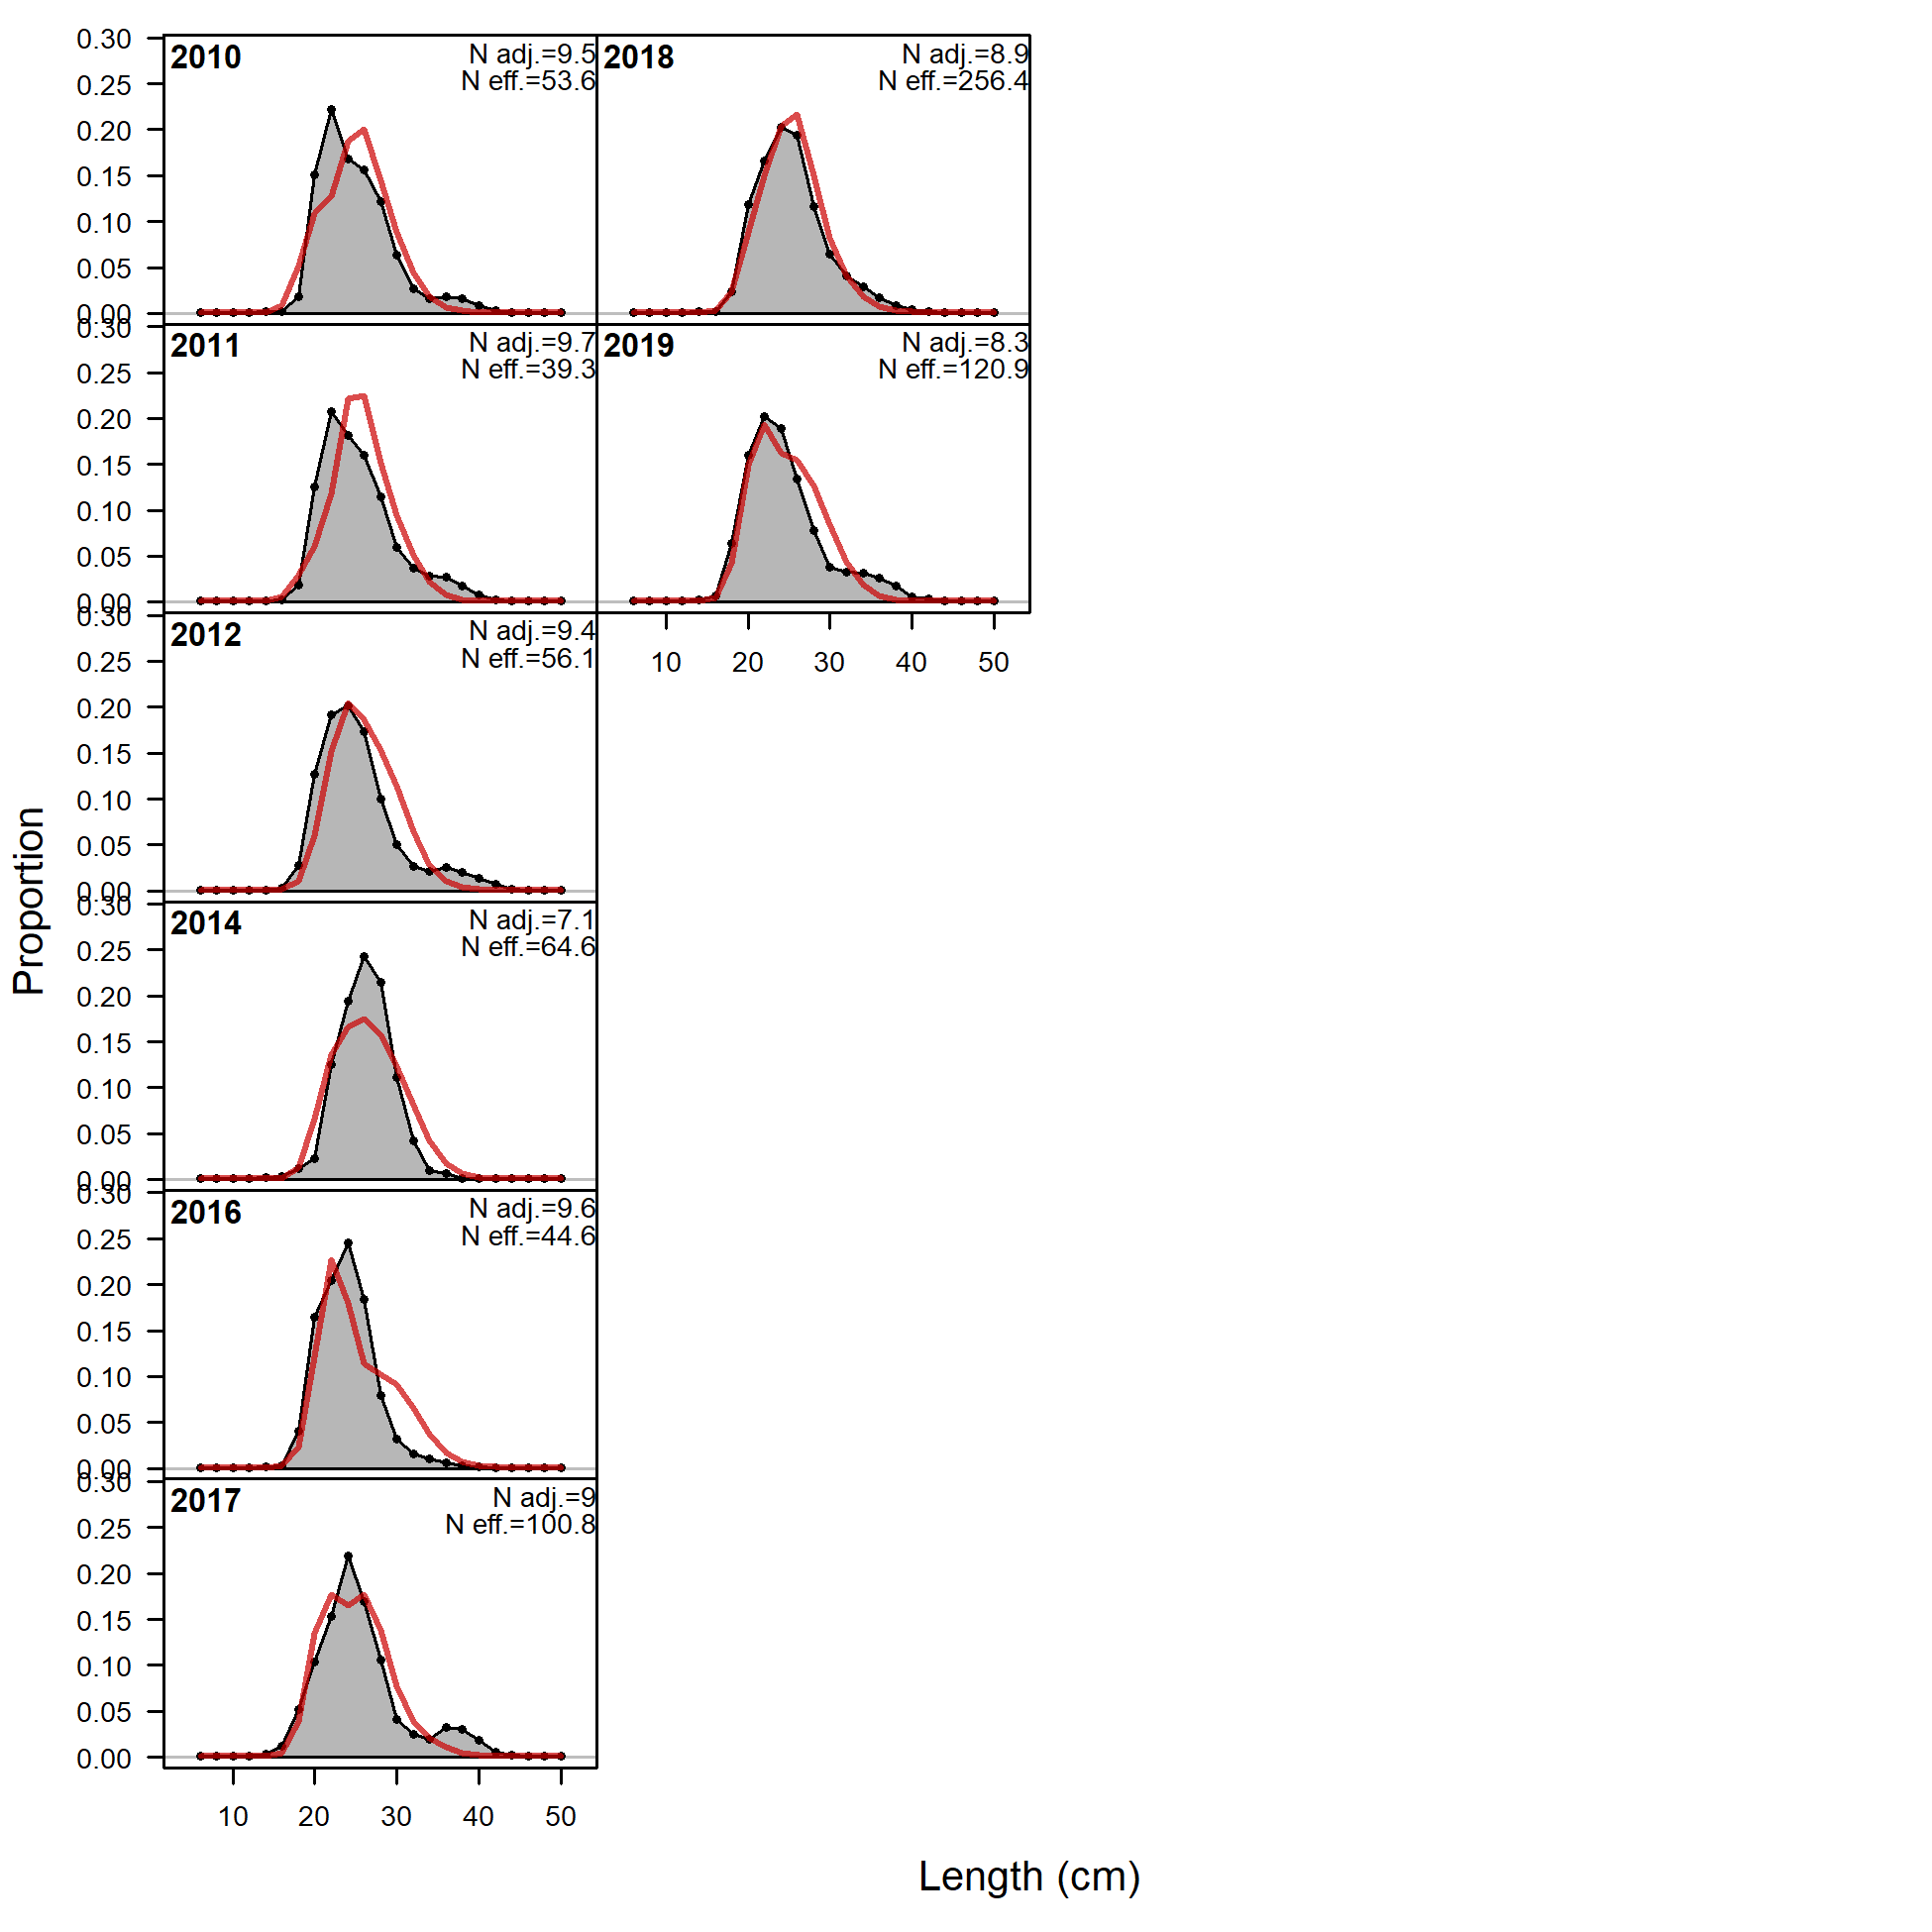 0.30
2010
N adj.=9.5
N eff.=53.6
0.25
0.20
0.15
0.10
0.05
0.00
2018
N adj.=8.9
N eff.=256.4
0.30
2011
N adj.=9.7
N eff.=39.3
0.25
0.20
0.15
0.10
0.05
0.00
2019
N adj.=8.3
N eff.=120.9
10 20 30 40 50
0.30
2012
N adj.=9.4
N eff.=56.1
0.25
0.20
0.15
0.10
0.05
0.00
0.30
2014
N adj.=7.1
N eff.=64.6
0.25
0.20
0.15
0.10
0.05
0.00
0.30
2016
N adj.=9.6
N eff.=44.6
0.25
0.20
0.15
0.10
0.05
0.00
0.30
2017
N adj.=9
N eff.=100.8
0.25
0.20
0.15
0.10
0.05
0.00
10 20 30 40 50
Proportion
Length (cm)